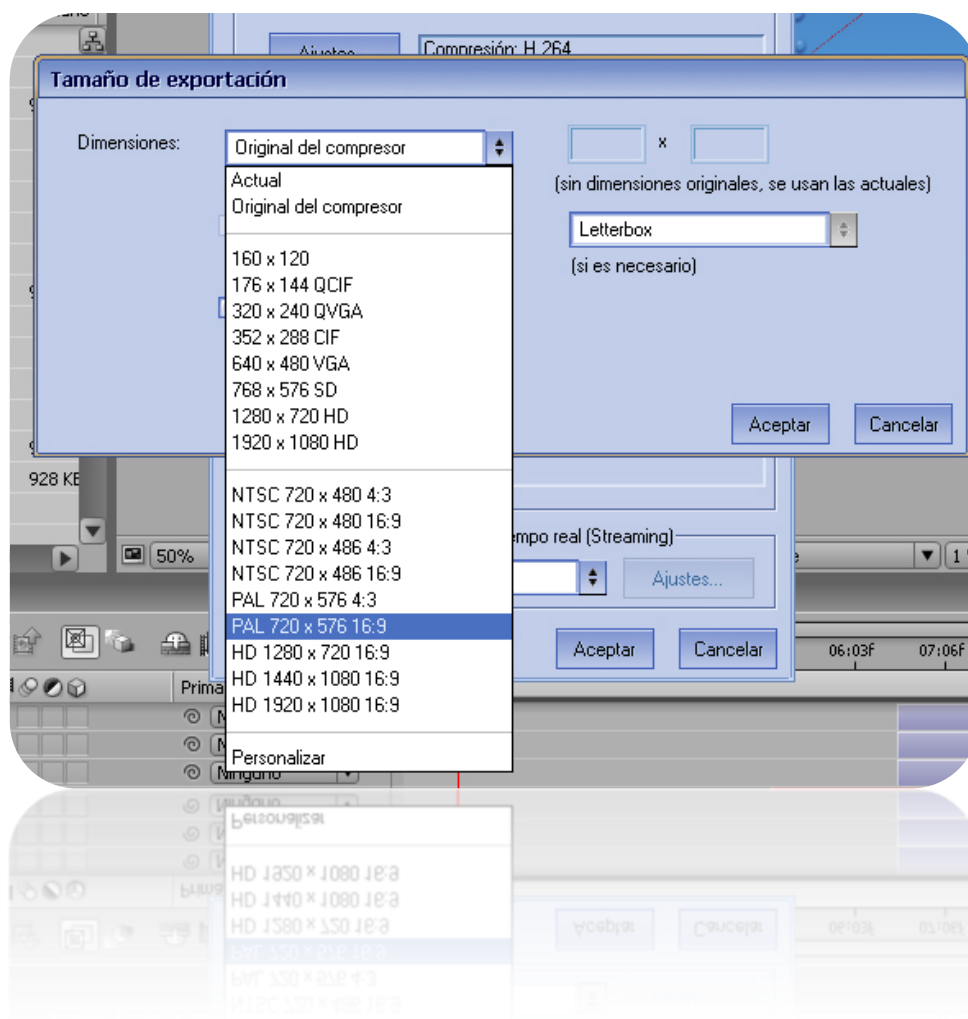 Ajustes...
Compresión: H.264
Tamaño de exportación
Dimensiones:
Original del compresor
x
(sin dimensiones originales, se usan las actuales)
Letterbox
(si es necesario)
Actual
Original del compresor
160 x 120
176 x 144 QCIF
320 x 240 QVGA
352 x 288 CIF
640 x 480 VGA
768 x 576 SD
1280 x 720 HD
1920 x 1080 HD
Aceptar
Cancelar
928 KB
NTSC 720 x 480 4:3
NTSC 720 x 480 16:9
NTSC 720 x 486 4:3
NTSC 720 x 486 16:9
PAL 720 x 576 4:3
PAL 720 x 576 16:9
HD 1280 x 720 16:9
HD 1440 x 1080 16:9
HD 1920 x 1080 16:9
Personalizar
50%
empo real (Streaming)
Ajustes...
Aceptar
Cancelar
06:03f
07:06f
Prima
Ninguno